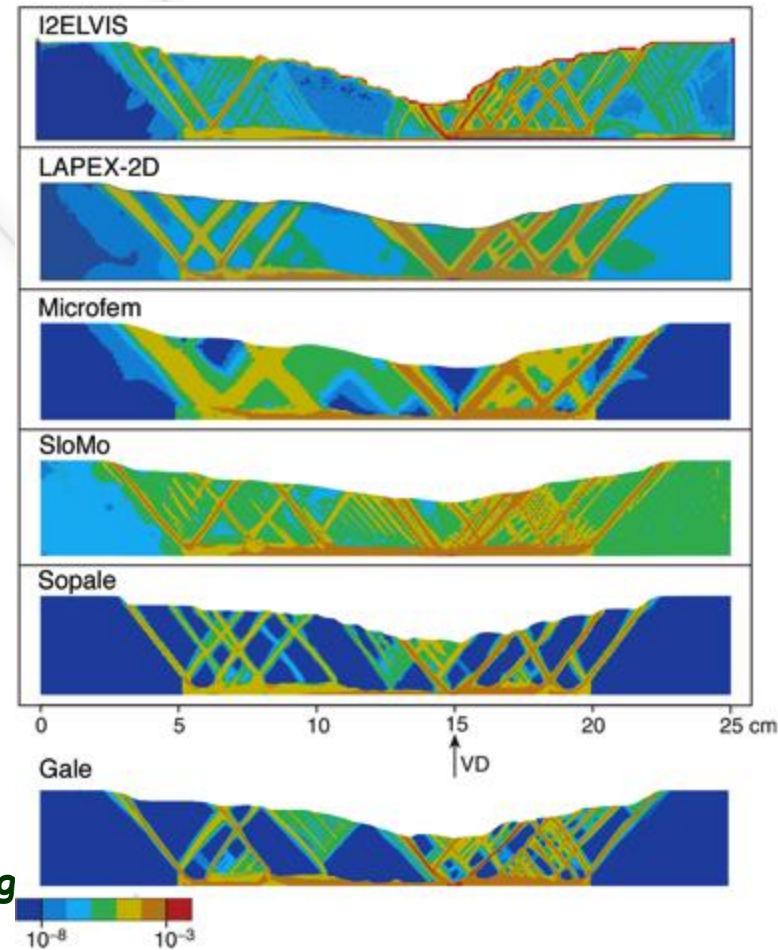 I2ELVIS
LAPEX-2D
Microfem
SloMo
Sopale
0 5 10 15 20 25 cm
VD
Gale
g
10⁻⁸ 10⁻³